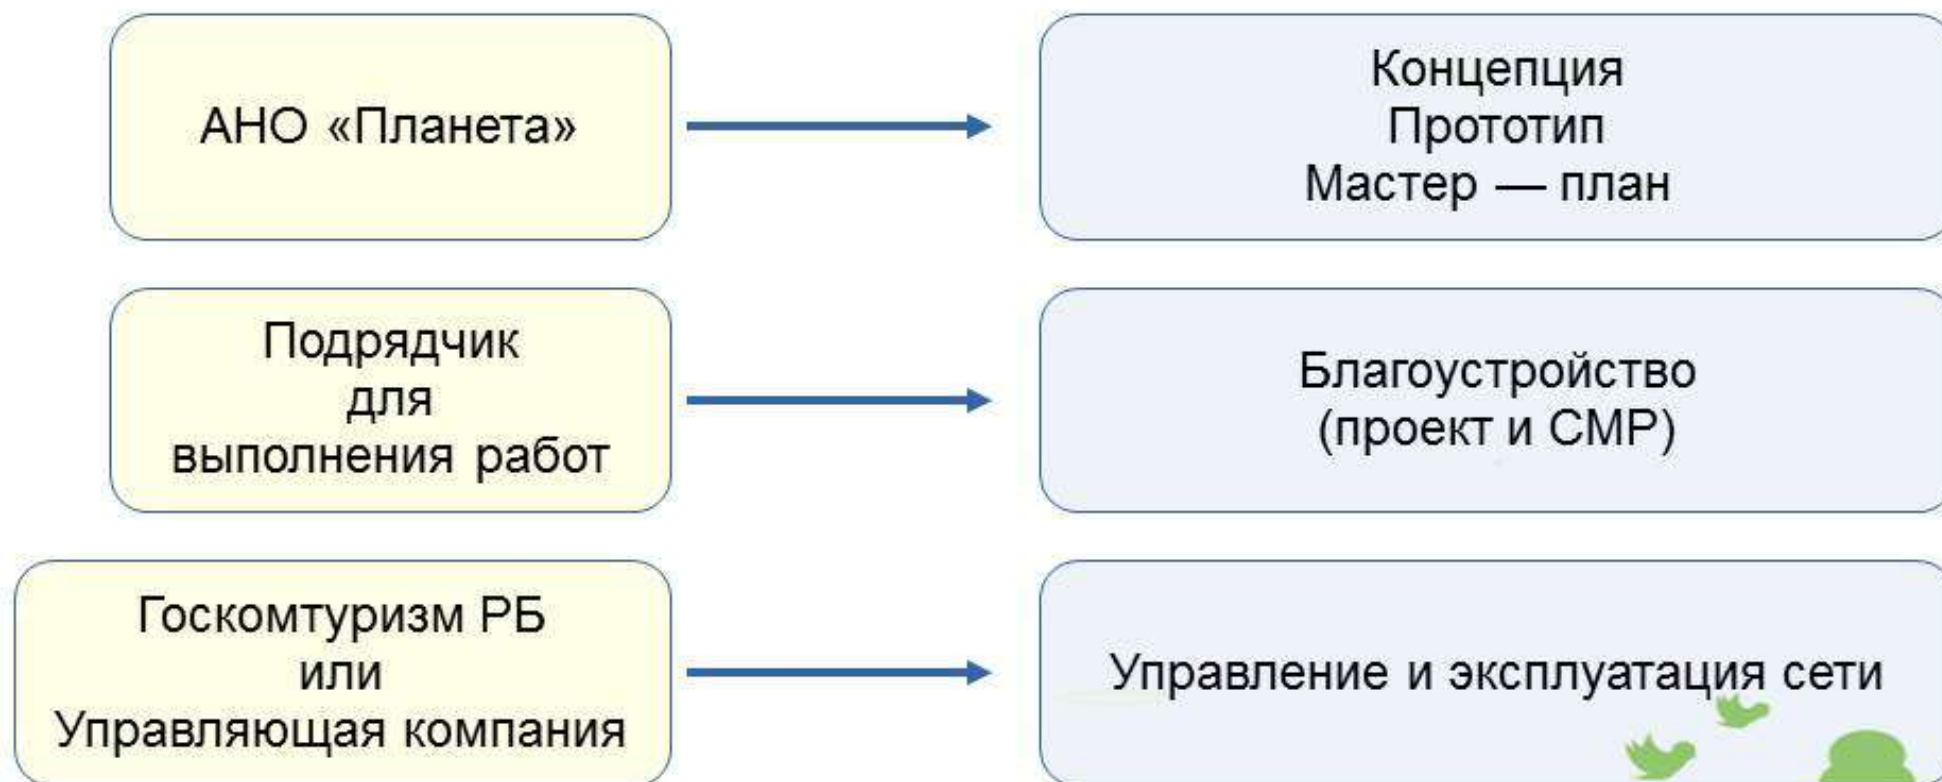 АНО «Планета»
Концепция
Прототип
Мастер — план
Подрядчик
для
выполнения работ
Благоустройство
(проект и СМР)
Госкомтуризм РБ
или
Управляющая компания
Управление и эксплуатация сети